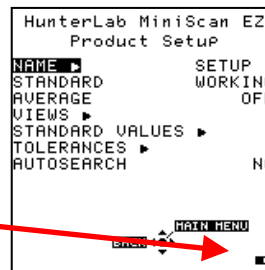 HunterLab MiniScan EZ
Product Setup
NAME ▶ SETUP
STANDARD WORKIN
AVERAGE OF
VIEWS ▶
STANDARD VALUES ▶
TOLERANCES ▶
AUTOSEARCH N
MAIN MENU
BACK